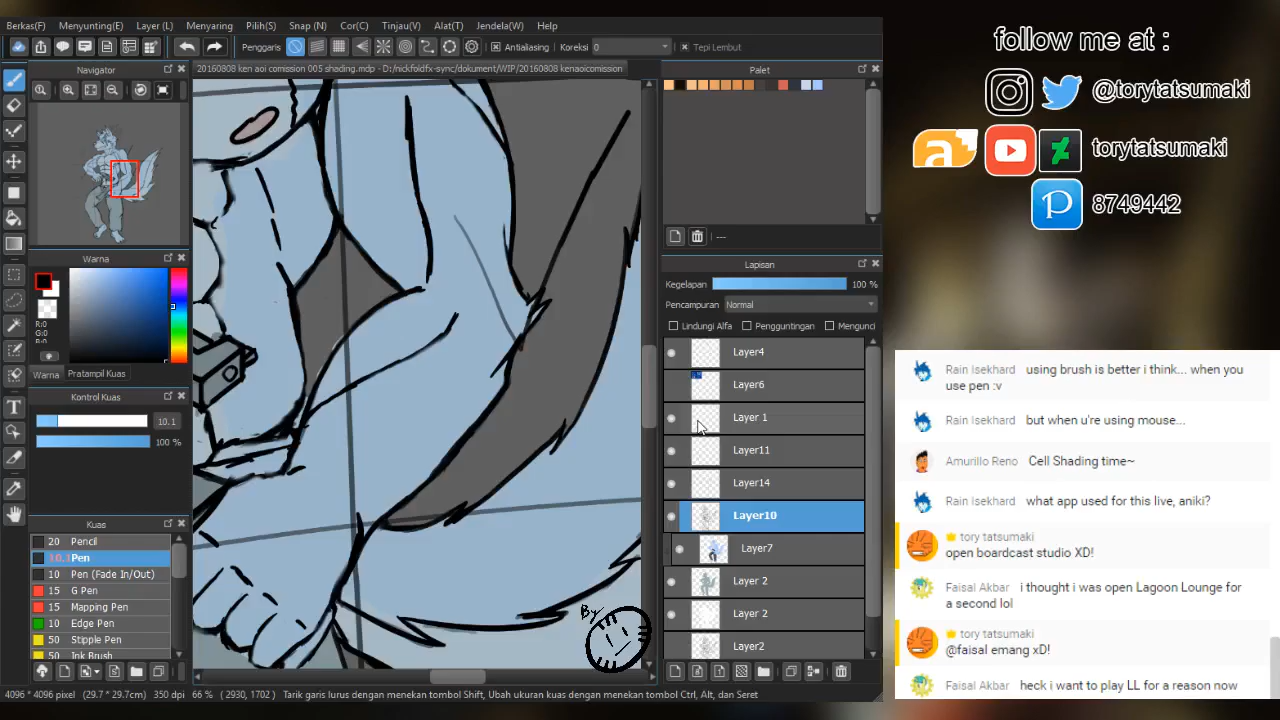 Berkas(F) Menyunting(E) Layer (L) Menyaring Pilih(S) Snap (N) Cor(C) Tinjau(V) Alat(T) Jendela(W) Help
Penggaris Antialiasing Koreksi 0 Tepi Lembut
Navigator
20160808 ken aoi comission 005 shading.mdp - D:/nickfoldfx-sync/dokument/WIP/20160808 kenaoicomission
Palet
---
Warna
R:0
G:0
B:0
Warna Pratampil Kuas
Kontrol Kuas
10.1
100 %
Kuas
20 Pencil
10.1 Pen
10 Pen (Fade In/Out)
15 G Pen
15 Mapping Pen
10 Edge Pen
50 Stipple Pen
50 Ink Brush
Lapisan
Kegelapan 100 %
Pencampuran Normal
Lindungi Alfa Pengguntingan Mengunci
Layer4
Layer6
Layer 1
Layer11
Layer14
Layer10
Layer7
Layer 2
Layer 2
Layer2
By
4096 * 4096 pixel (29.7 * 29.7cm) 350 dpi 66 % ( 2930, 1702 ) Tarik garis lurus dengan menekan tombol Shift, Ubah ukuran kuas dengan menekan tombol Ctrl, Alt, dan Seret
follow me at :
@torytatsumaki
a torytatsumaki
P 8749442
Rain Isekhard using brush is better i think... when you
use pen :v
Rain Isekhard but when u're using mouse...
Amurillo Reno Cell Shading time~
Rain Isekhard what app used for this live, aniki?
tory tatsumaki
open boardcast studio XD!
Faisal Akbar i thought i was open Lagoon Lounge for
a second lol
tory tatsumaki
@faisal emang xD!
Faisal Akbar heck i want to play LL for a reason now